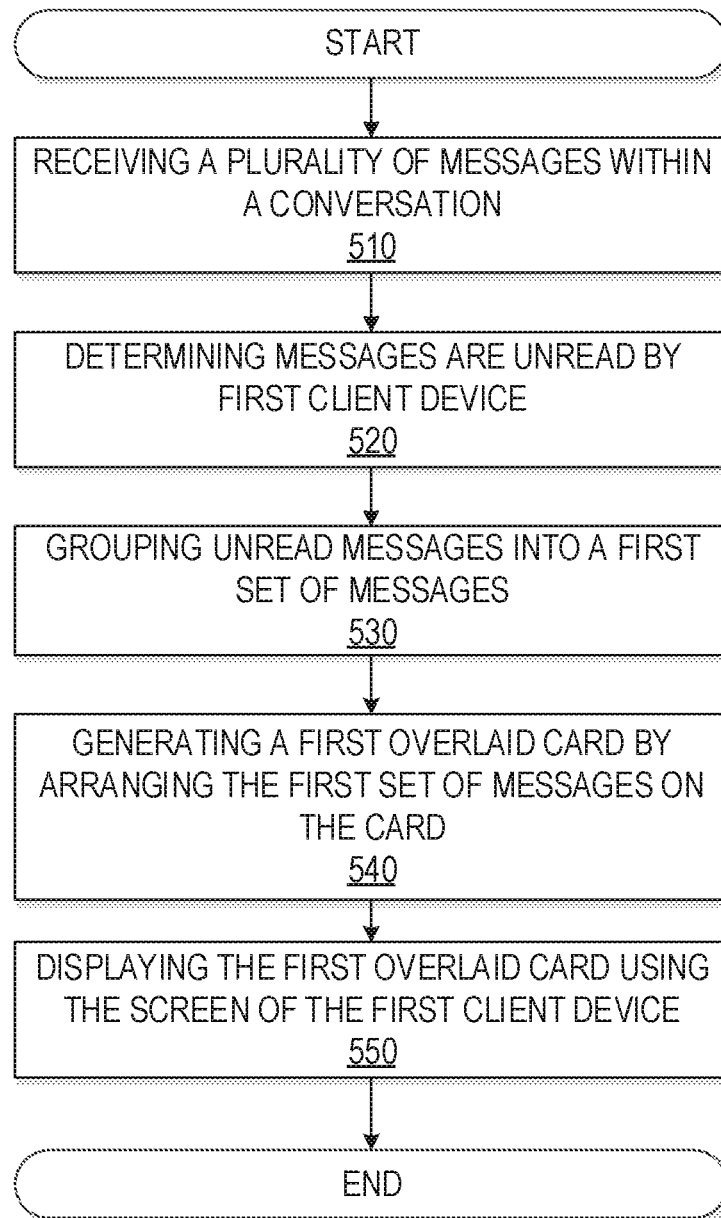 START
RECEIVING A PLURALITY OF MESSAGES WITHIN
A CONVERSATION
510
DETERMINING MESSAGES ARE UNREAD BY
FIRST CLIENT DEVICE
520
GROUPING UNREAD MESSAGES INTO A FIRST
SET OF MESSAGES
530
GENERATING A FIRST OVERLAID CARD BY
ARRANGING THE FIRST SET OF MESSAGES ON
THE CARD
540
DISPLAYING THE FIRST OVERLAID CARD USING
THE SCREEN OF THE FIRST CLIENT DEVICE
550
END